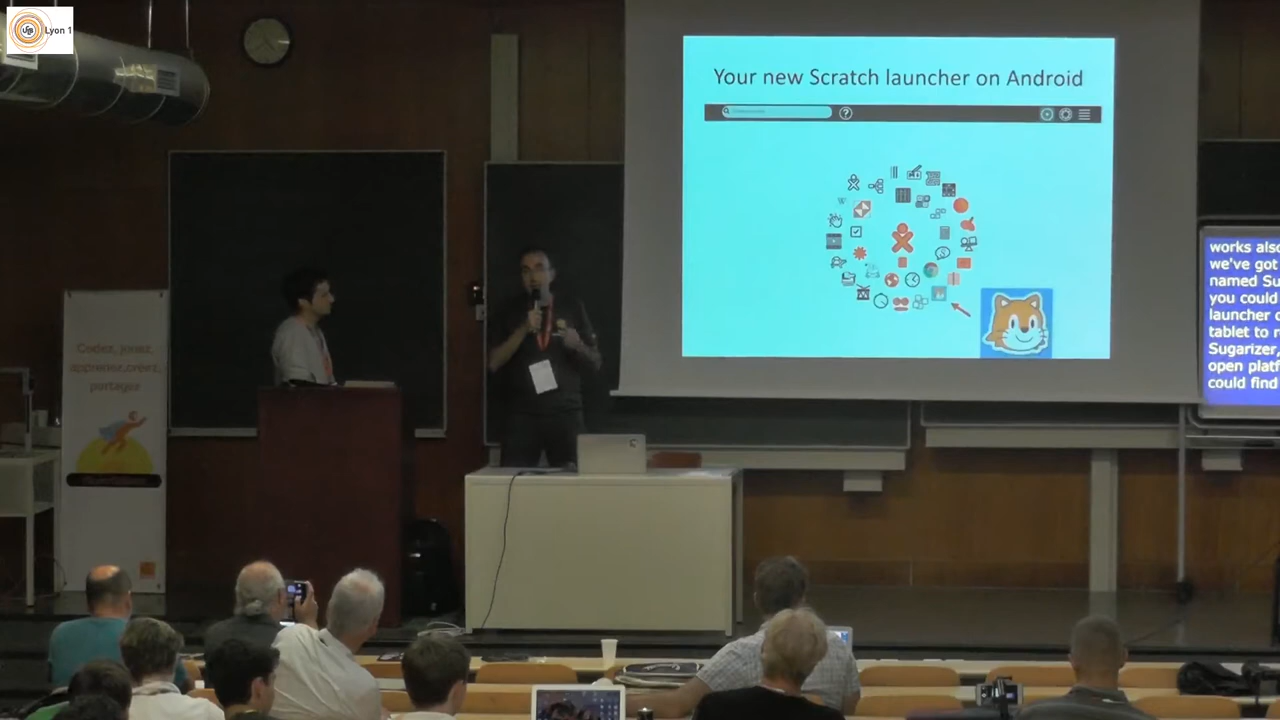 Lyon 1
Your new Scratch launcher on Android
works also
we've got
named Su
you could
launcher o
tablet to r
Sugarizer,
open platf
could find
Codez, jouez,
apprenez, créez,
partagez